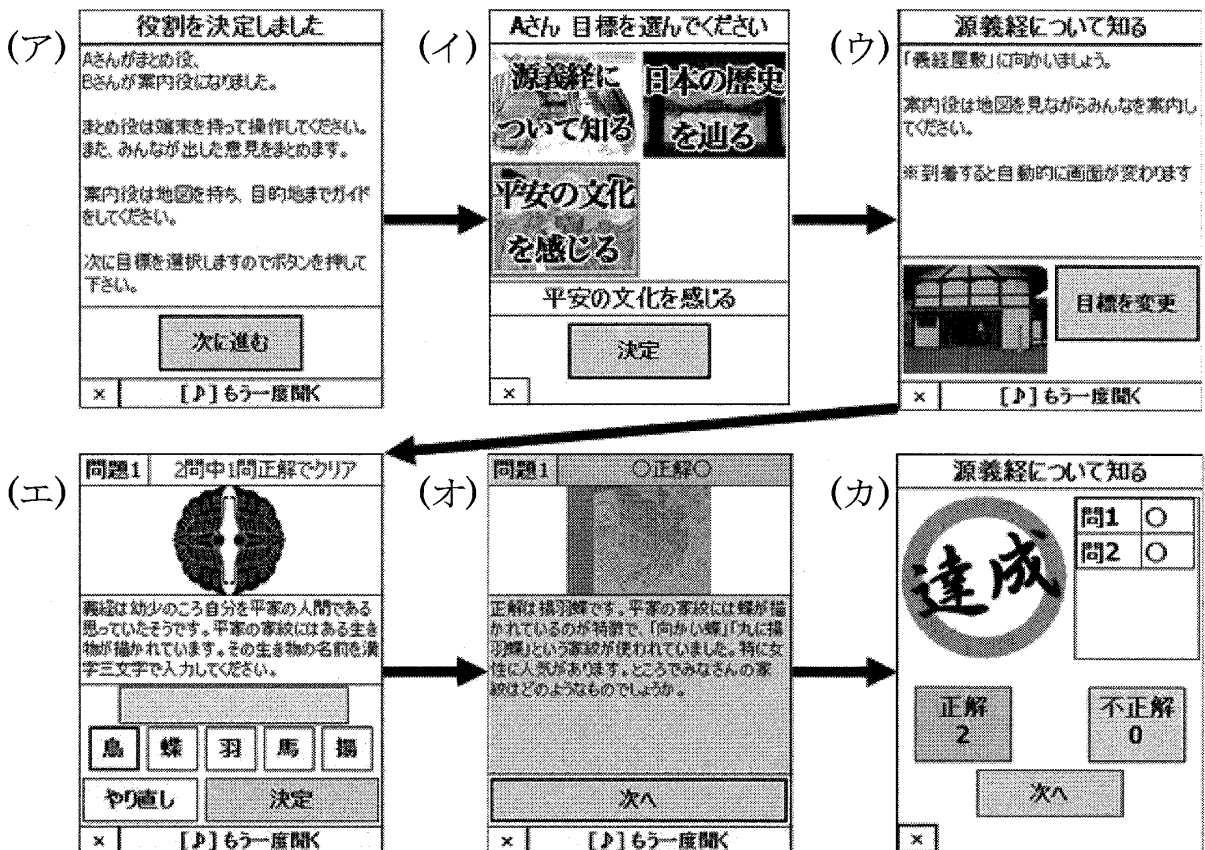 (ア)
役割を決定しました
Aさんがまとめ役、
Bさんが案内役になりました。
まとめ役は端末を持って操作してください。
また、みんなが出した意見をまとめます。
案内役は地図を持ち、目的地までガイド
をしてください。
次に目標を選択しますのでボタンを押して
下さい。
次に進む
× [♪]もう一度聞く
(イ)
Aさん 目標を選んでください
源義経に
ついて知る
日本の歴史
を辿る
平安の文化
を感じる
平安の文化を感じる
決定
×
(ウ)
源義経について知る
「義経屋敷」に向かいましょう。
案内役は地図を見ながらみんなを案内し
てください。
※到着すると自動的に画面が変わります
目標を変更
× [♪]もう一度聞く
(エ)
問題1 2問中1問正解でクリア
義経は幼少のころ自分を平家の人間である
思っていたそうです。平家の家紋にはある生き
物が描かれています。その生き物の名前を漢
字三文字で入力してください。
鳥 蝶 羽 馬 揚
やり直し 決定
× [♪]もう一度聞く
(オ)
問題1 〇正解〇
正解は揚羽蝶です。平家の家紋には蝶が描
かれているのが特徴で、「向かい蝶」「丸に揚
羽蝶」という家紋が使われていました。特に女
性に人気があります。ところでみなさんの家
紋はどのようなものでしょうか。
次へ
× [♪]もう一度聞く
(カ)
源義経について知る
達成
問1 〇
問2 〇
正解
2
不正解
0
次へ
×